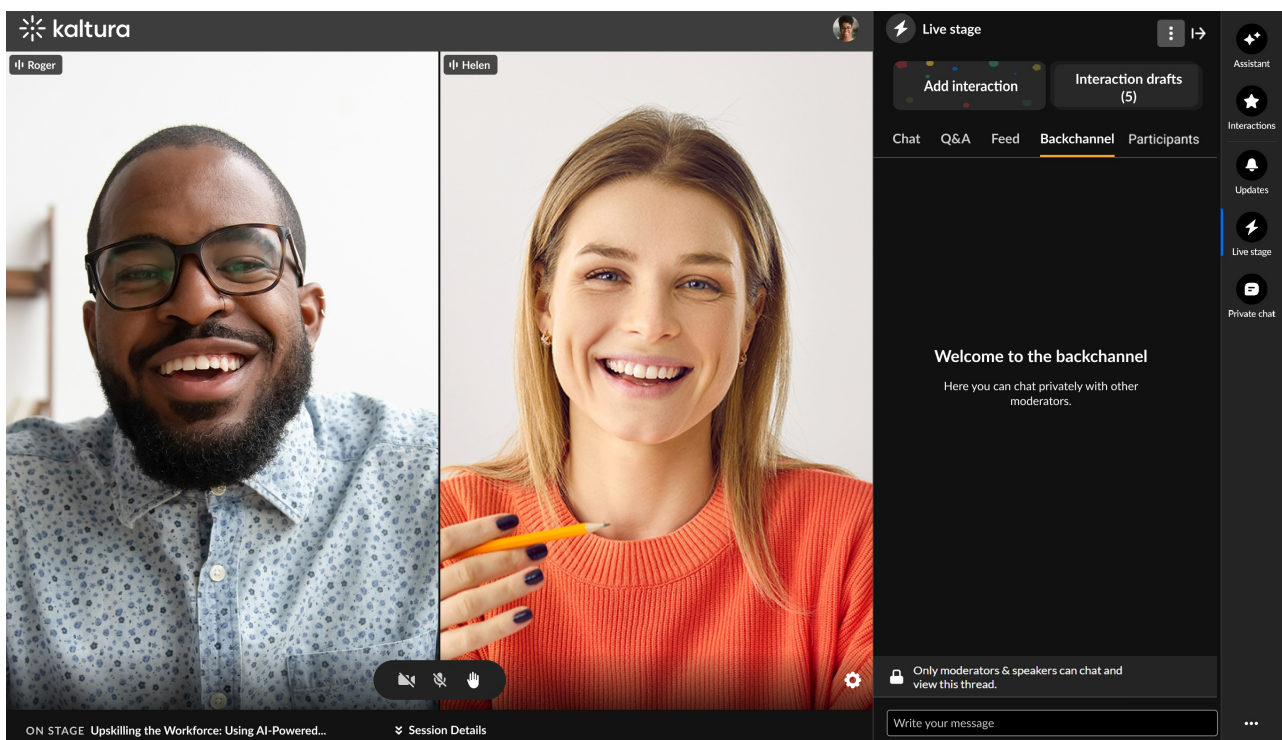 kaltura
Roger
Helen
Live stage
Add interaction
Interaction drafts
(5)
Chat
Q&A
Feed
Backchannel
Participants
Welcome to the backchannel
Here you can chat privately with other
moderators.
Only moderators & speakers can chat and
view this thread.
Write your message
ON STAGE Upskilling the Workforce: Using AI-Powered...
Session Details
Assistant
Interactions
Updates
Live stage
Private chat